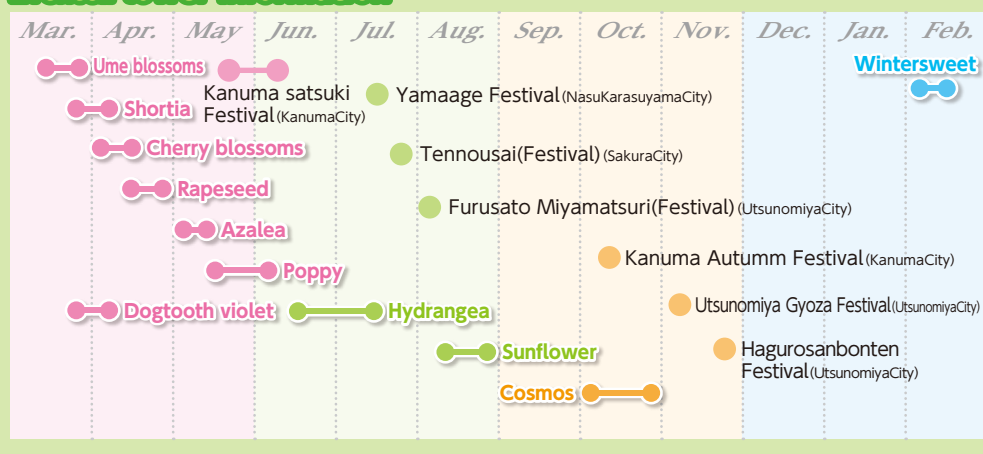 Mar. Apr. May Jun. Jul. Aug. Sep. Oct. Nov. Dec. Jan. Feb.
Ume blossoms
Wintersweet
Kanuma satsuki
Festival(KanumaCity)
Yamaage Festival(NasuKarasuyamaCity)
Shortia
Cherry blossoms
Tennousai(Festival)(SakuraCity)
Rapeseed
Furusato Miyamatsuri(Festival)(UtsunomiyaCity)
Azalea
Kanuma Autumm Festival(KanumaCity)
Poppy
Dogtooth violet
Hydrangea
Utsunomiya Gyoza Festival(UtsunomiyaCity)
Sunflower
Hagurosanbonten
Festival(UtsunomiyaCity)
Cosmos